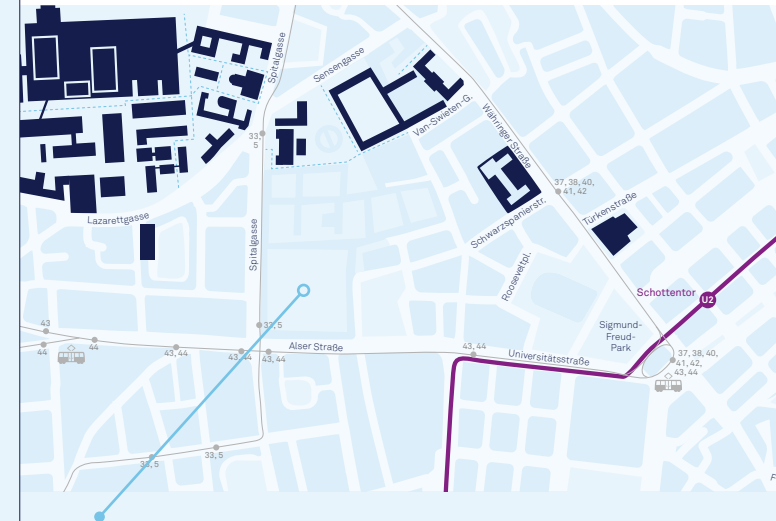 Spitalgasse
Sensengasse
Van-Swieten-G.
Währinger Straße
33,
5
37, 38, 40,
41, 42
Türkenstraße
Schwarzspanierstr.
Lazarettgasse
Spitalgasse
Rooseveltpl.
Schottentor
U2
43
44
44
43, 44
43, 44
43, 44
37, 5
Alser Straße
43, 44
Universitätsstraße
Sigmund-
Freud-
Park
37, 38, 40,
41, 42,
43, 44
33, 5
33, 5
F